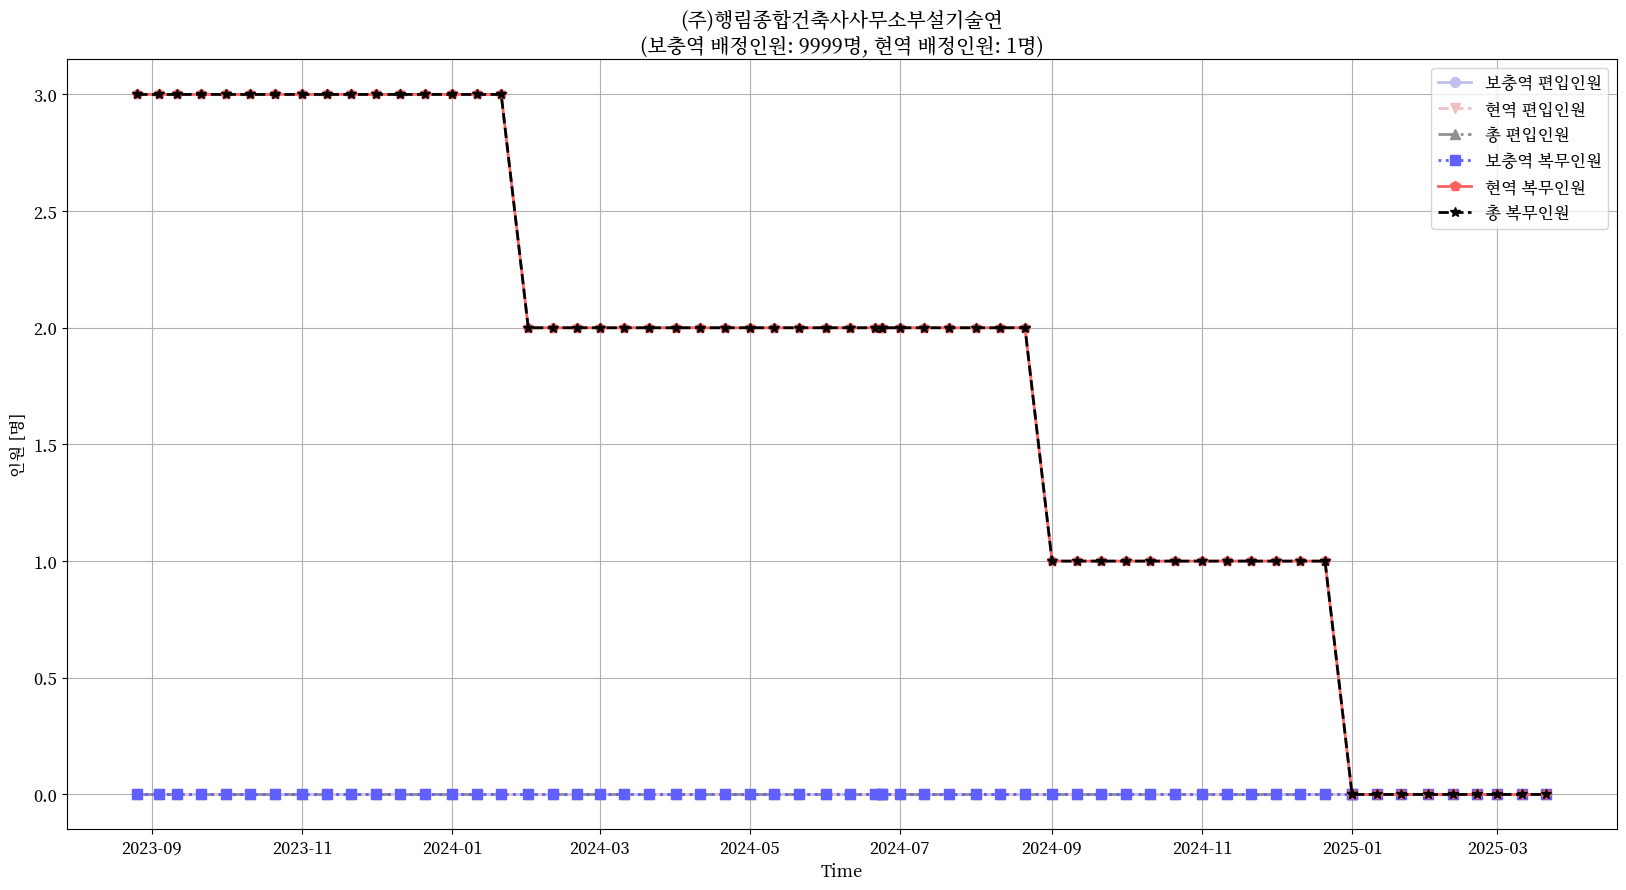 (주)행림종합건축사사무소부설기술연
(보충역 배정인원: 9999명, 현역 배정인원: 1명)
보충역 편입인원
현역 편입인원
총 편입인원
보충역 복무인원
현역 복무인원
총 복무인원
인원 [명]
3.0
2.5
2.0
1.5
1.0
0.5
0.0
2023-09
2023-11
2024-01
2024-03
2024-05
2024-07
2024-09
2024-11
2025-01
2025-03
Time